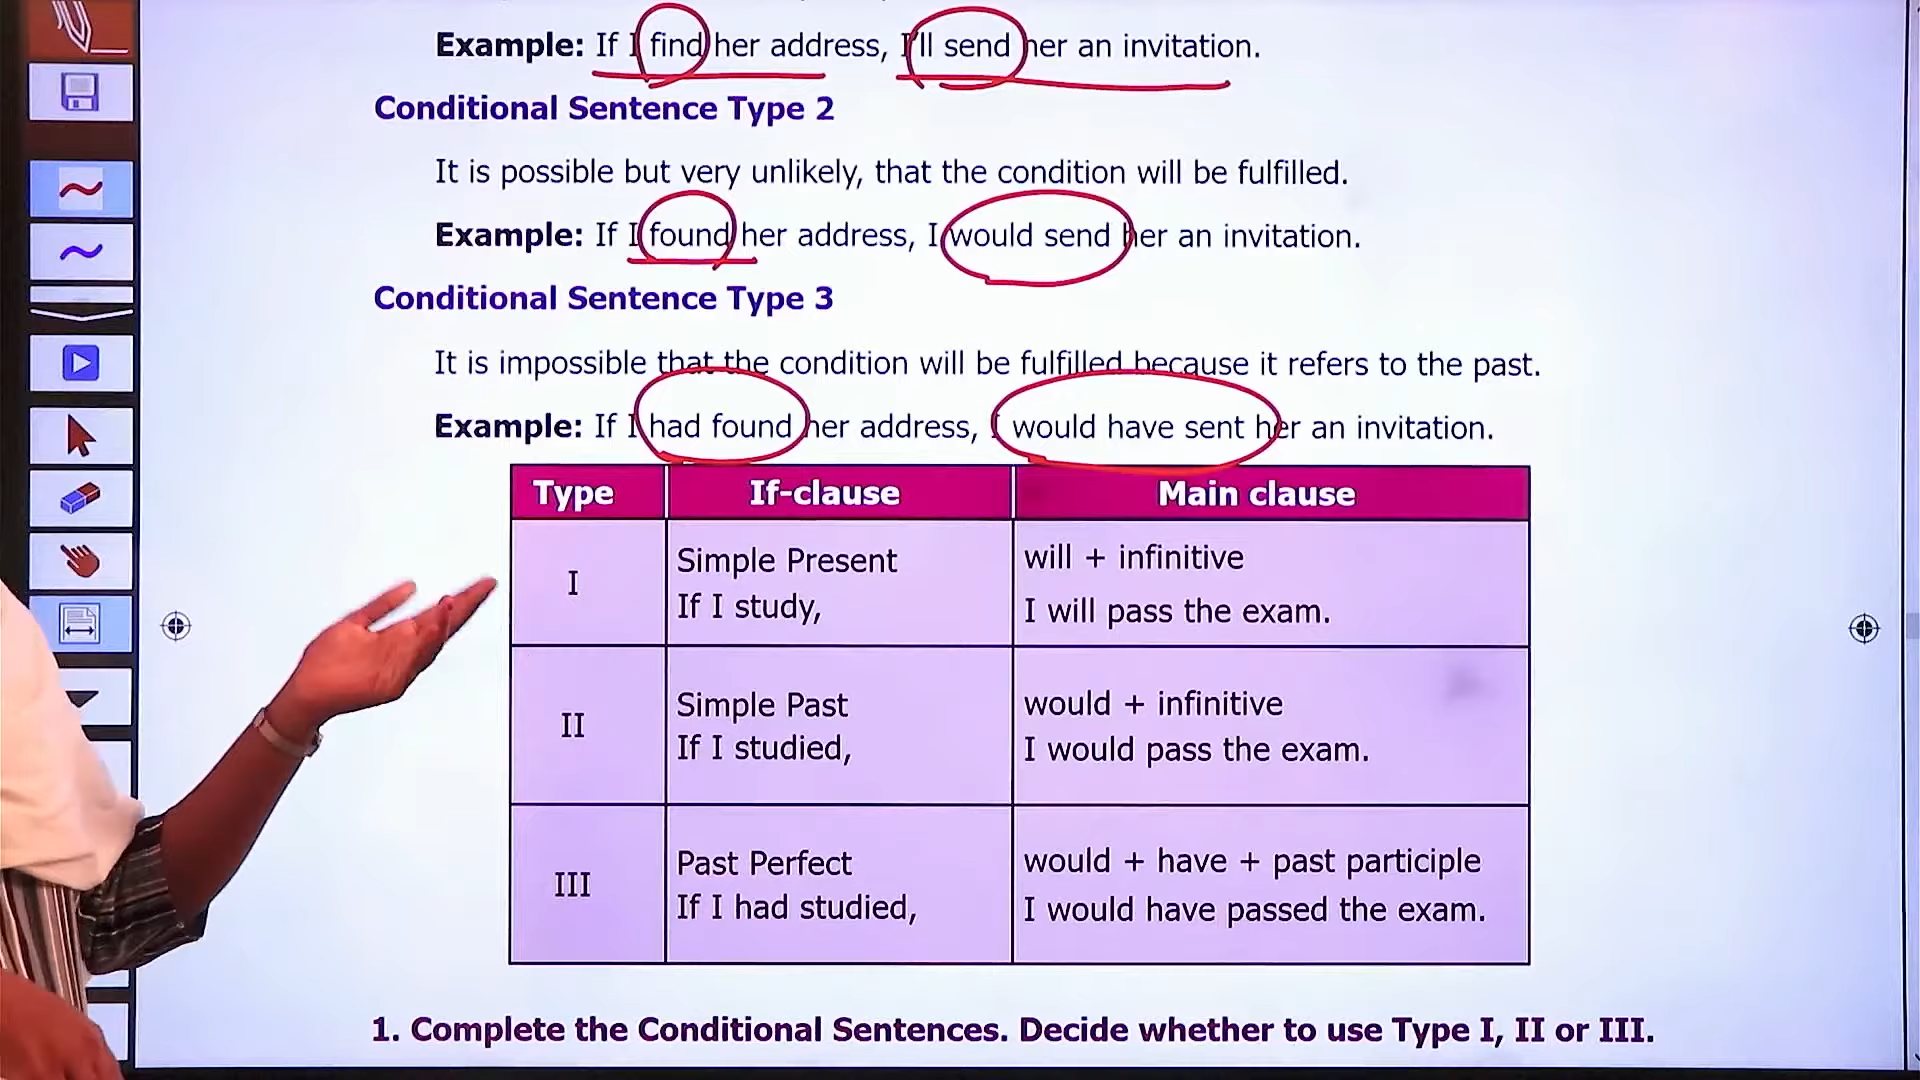 Example: If I find her address, I'll send her an invitation.
Conditional Sentence Type 2
It is possible but very unlikely, that the condition will be fulfilled.
Example: If I found her address, I would send her an invitation.
Conditional Sentence Type 3
It is impossible that the condition will be fulfilled because it refers to the past.
Example: If I had found her address, I would have sent her an invitation.
Type If-clause Main clause
I
Simple Present
If I study,
will + infinitive
I will pass the exam.
II
Simple Past
If I studied,
would + infinitive
I would pass the exam.
III
Past Perfect
If I had studied,
would + have + past participle
I would have passed the exam.
1. Complete the Conditional Sentences. Decide whether to use Type I, II or III.